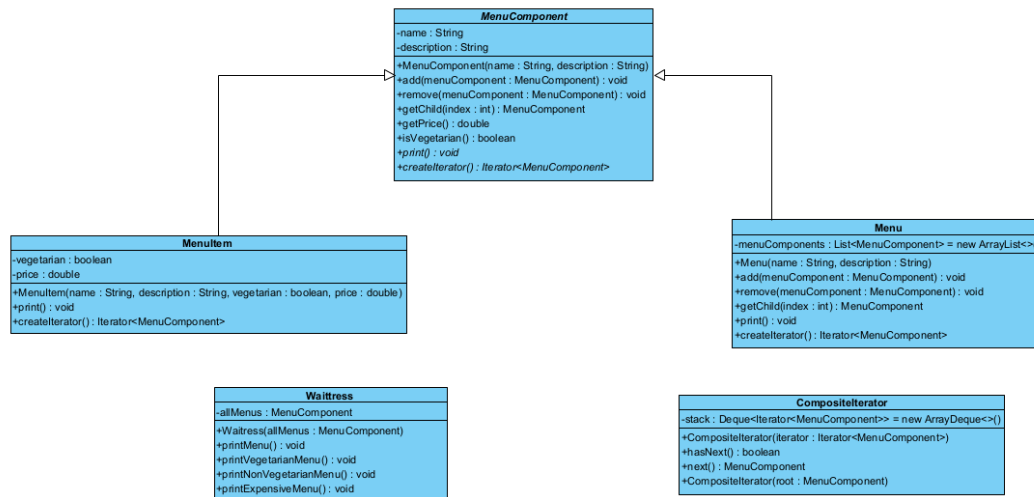 MenuComponent
-name : String
-description : String
+MenuComponent(name : String, description : String)
+add(menuComponent : MenuComponent) : void
+remove(menuComponent : MenuComponent) : void
+getChild(index : int) : MenuComponent
+getPrice() : double
+isVegetarian() : boolean
+print() : void
+createIterator() : Iterator<MenuComponent>
MenuItem
-vegetarian : boolean
-price : double
+MenuItem(name : String, description : String, vegetarian : boolean, price : double)
+print() : void
+createIterator() : Iterator<MenuComponent>
Menu
-menuComponents : List<MenuComponent> = new ArrayList<>(
+Menu(name : String, description : String)
+add(menuComponent : MenuComponent) : void
+remove(menuComponent : MenuComponent) : void
+getChild(index : int) : MenuComponent
+print() : void
+createIterator() : Iterator<MenuComponent>
Waittress
-allMenus : MenuComponent
+Waitress(allMenus : MenuComponent)
+printMenu() : void
+printVegetarianMenu() : void
+printNonVegetarianMenu() : void
+printExpensiveMenu() : void
CompositeIterator
-stack : Deque<Iterator<MenuComponent>> = new ArrayDeque<>()
+CompositeIterator(iterator : Iterator<MenuComponent>)
+hasNext() : boolean
+next() : MenuComponent
+CompositeIterator(root : MenuComponent)